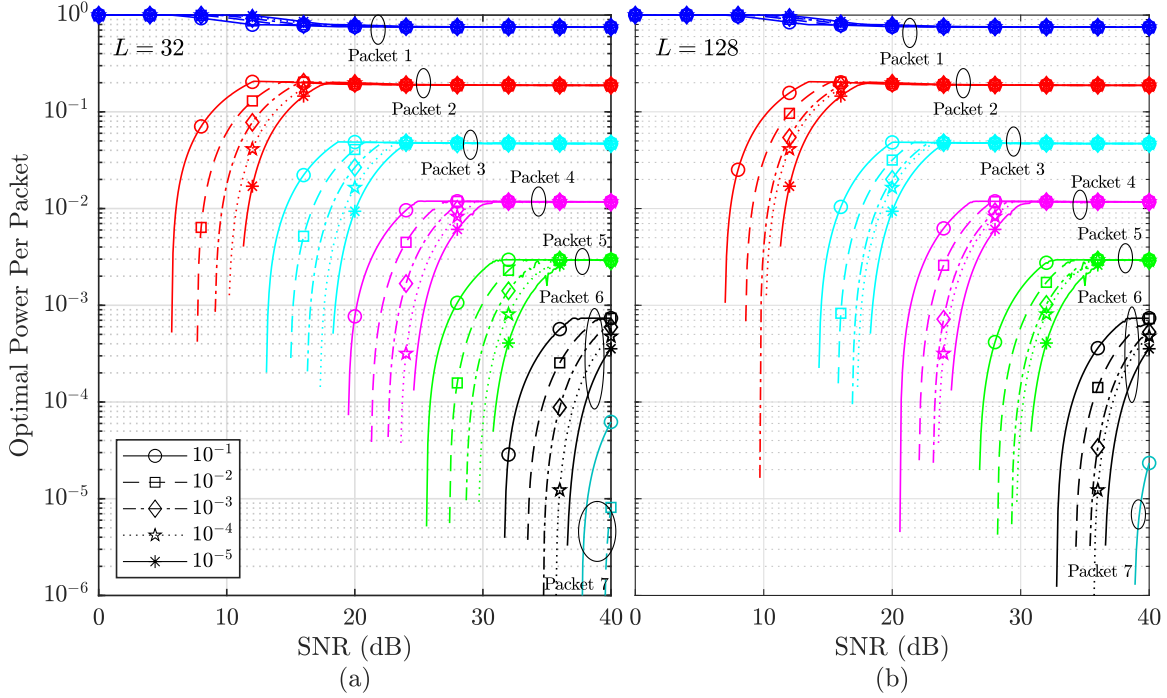 Optimal Power Per Packet
10⁰
10⁻¹
10⁻²
10⁻³
10⁻⁴
10⁻⁵
10⁻⁶
L = 32
Packet 1
Packet 2
Packet 3
Packet 4
Packet 5
Packet 6
Packet 7
10⁻¹
10⁻²
10⁻³
10⁻⁴
10⁻⁵
0 10 20 30 40
SNR (dB)
(a)
L = 128
Packet 1
Packet 2
Packet 3
Packet 4
Packet 5
Packet 6
Packet 7
0 10 20 30 40
SNR (dB)
(b)